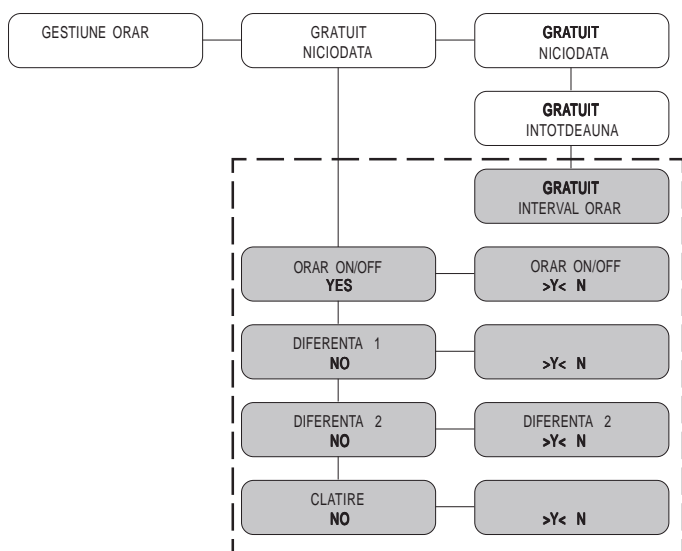 GESTIUNE ORAR
GRATUIT
NICIODATA
GRATUIT
NICIODATA
GRATUIT
INTOTDEAUNA
GRATUIT
INTERVAL ORAR
ORAR ON/OFF
YES
ORAR ON/OFF
>Y< N
DIFERENTA 1
NO
>Y< N
DIFERENTA 2
NO
DIFERENTA 2
>Y< N
CLATIRE
NO
>Y< N